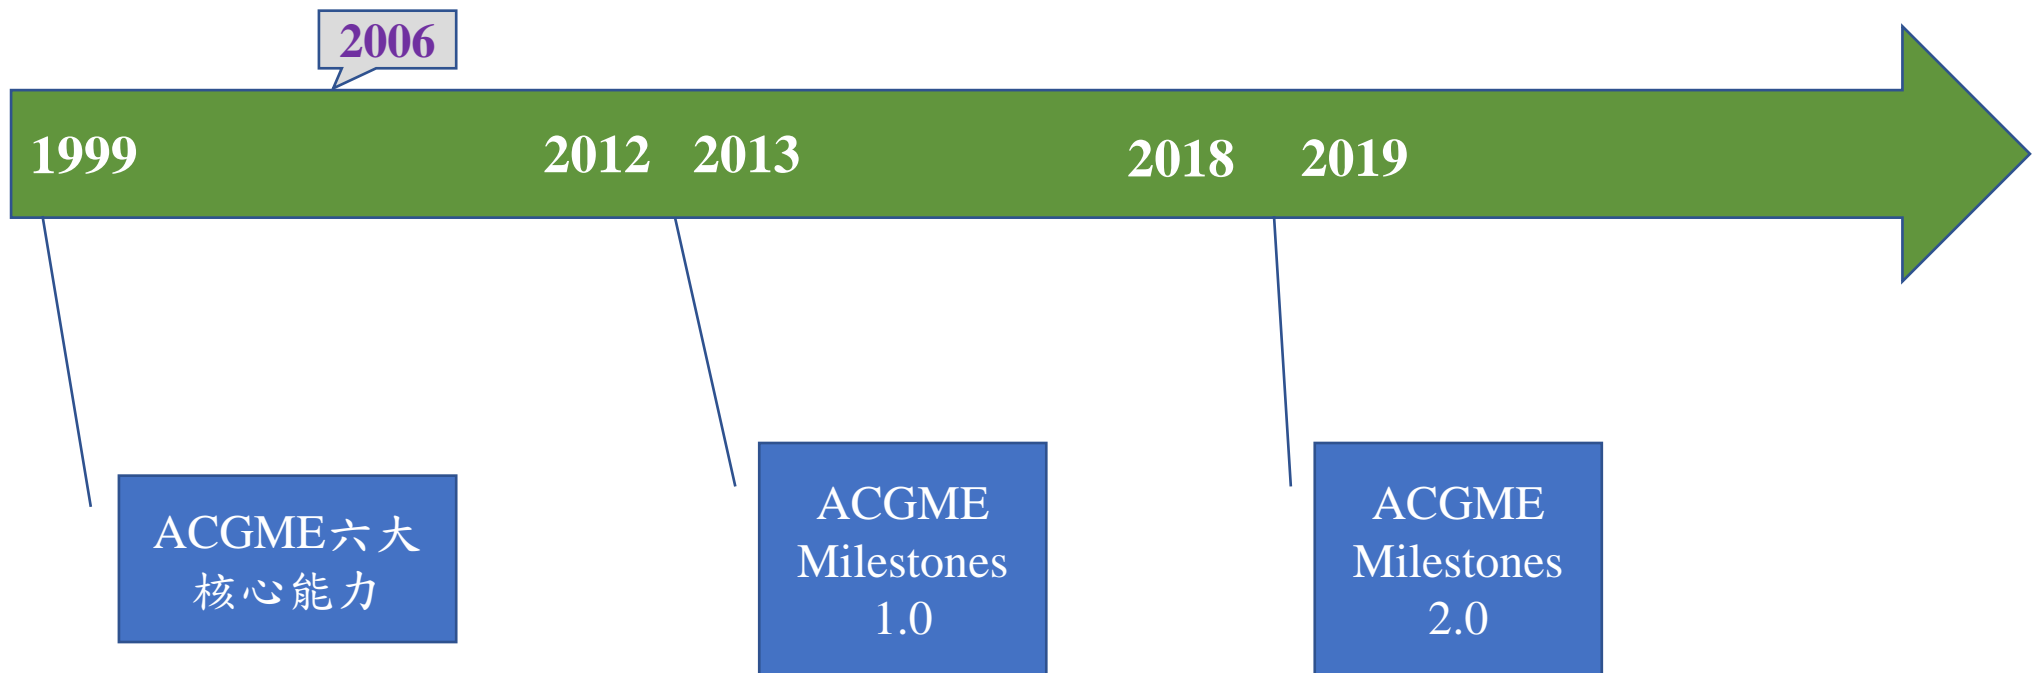 2006
1999 2012 2013 2018 2019
ACGME六大
核心能力
ACGME
Milestones
1.0
ACGME
Milestones
2.0